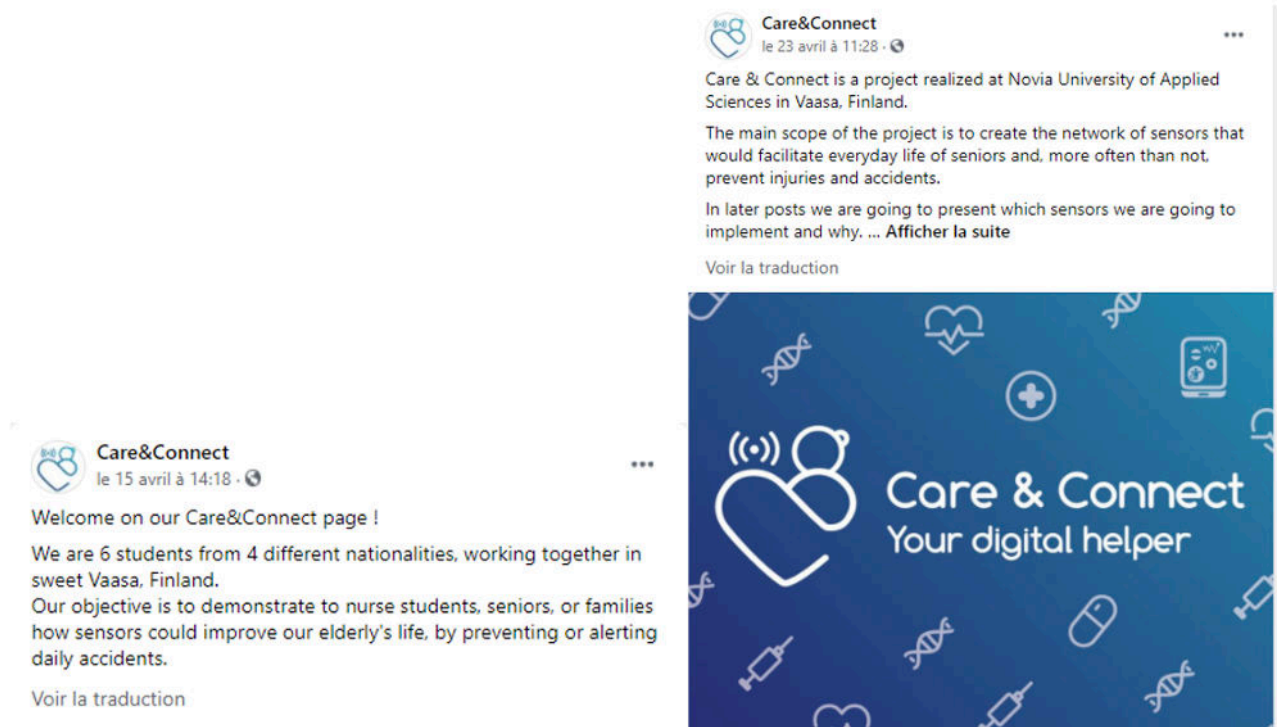 Care&Connect
le 15 avril à 14:18 ·
Welcome on our Care&Connect page !
We are 6 students from 4 different nationalities, working together in
sweet Vaasa, Finland.
Our objective is to demonstrate to nurse students, seniors, or families
how sensors could improve our elderly's life, by preventing or alerting
daily accidents.
Voir la traduction
Care&Connect
le 23 avril à 11:28 ·
Care & Connect is a project realized at Novia University of Applied
Sciences in Vaasa, Finland.
The main scope of the project is to create the network of sensors that
would facilitate everyday life of seniors and, more often than not,
prevent injuries and accidents.
In later posts we are going to present which sensors we are going to
implement and why. ... Afficher la suite
Voir la traduction
Care & Connect
Your digital helper